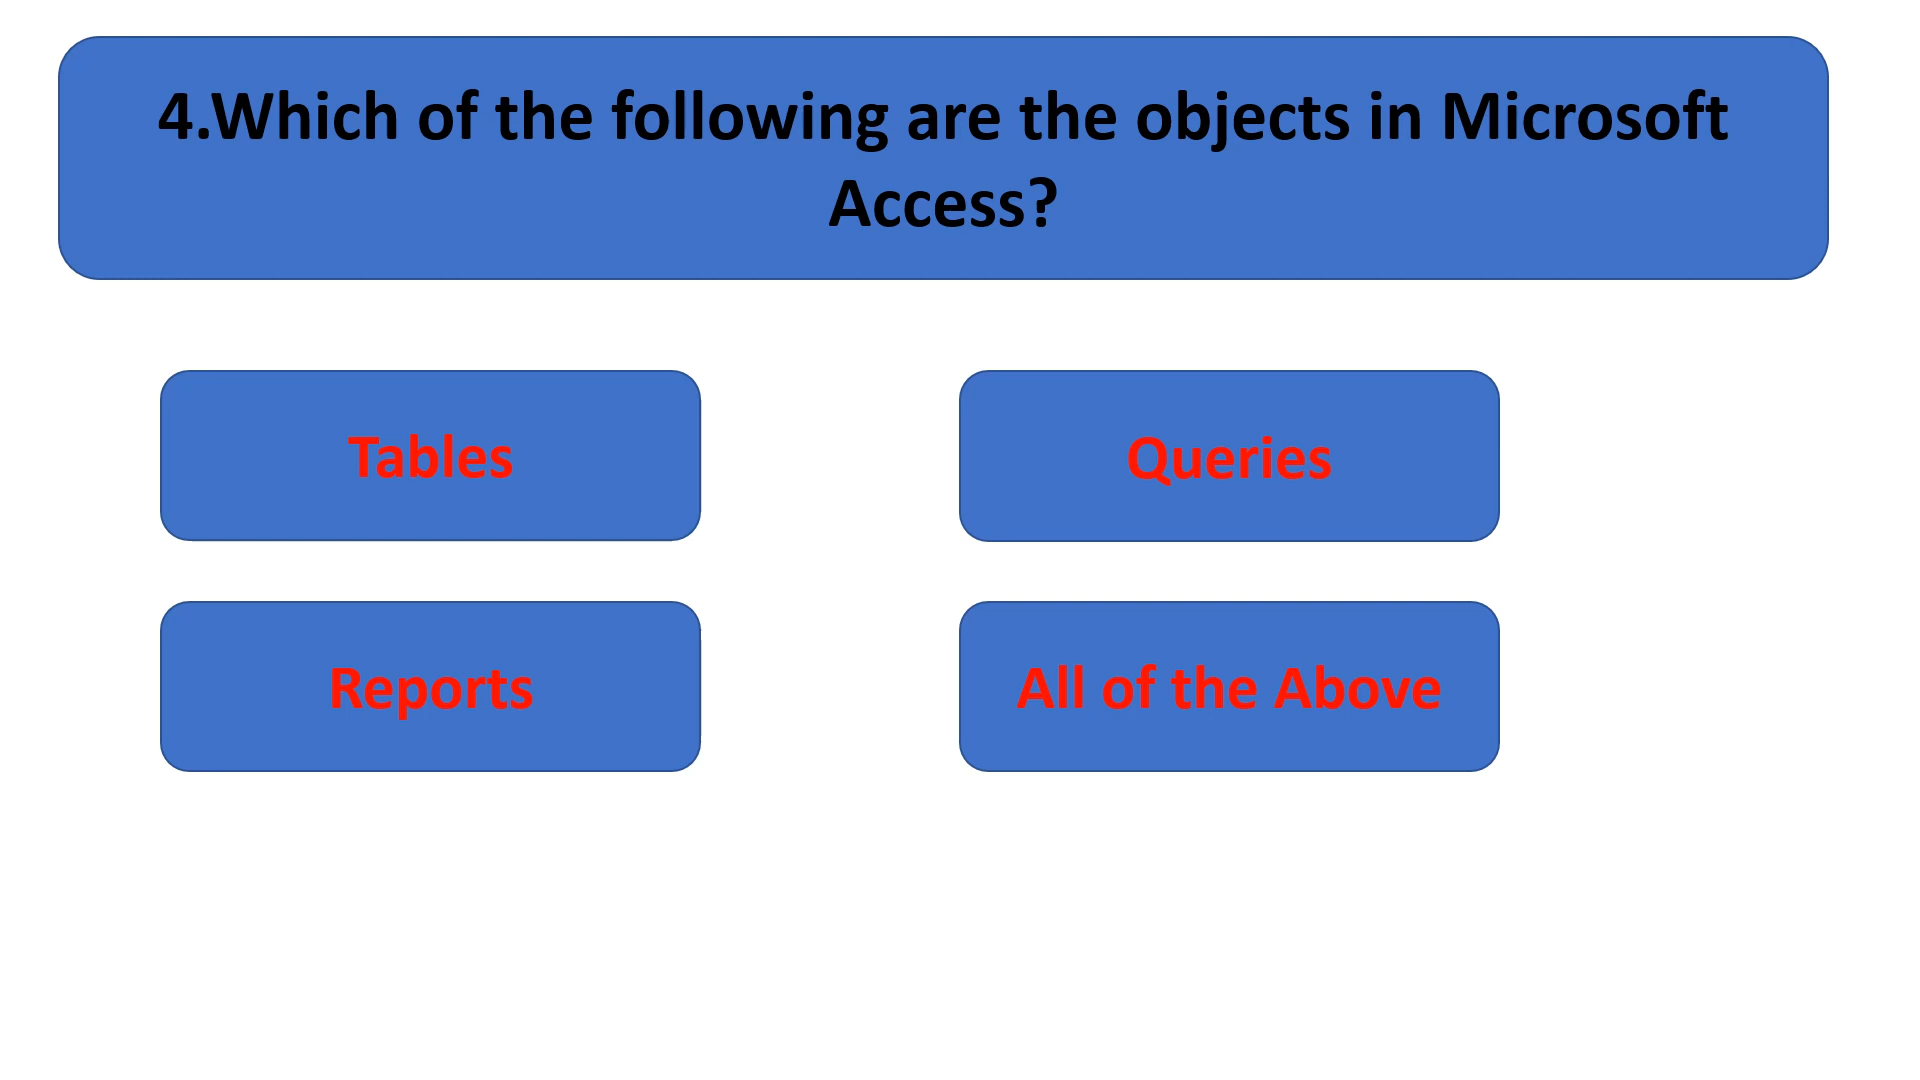 4.Which of the following are the objects in Microsoft
Access?
Tables
Queries
Reports
All of the Above